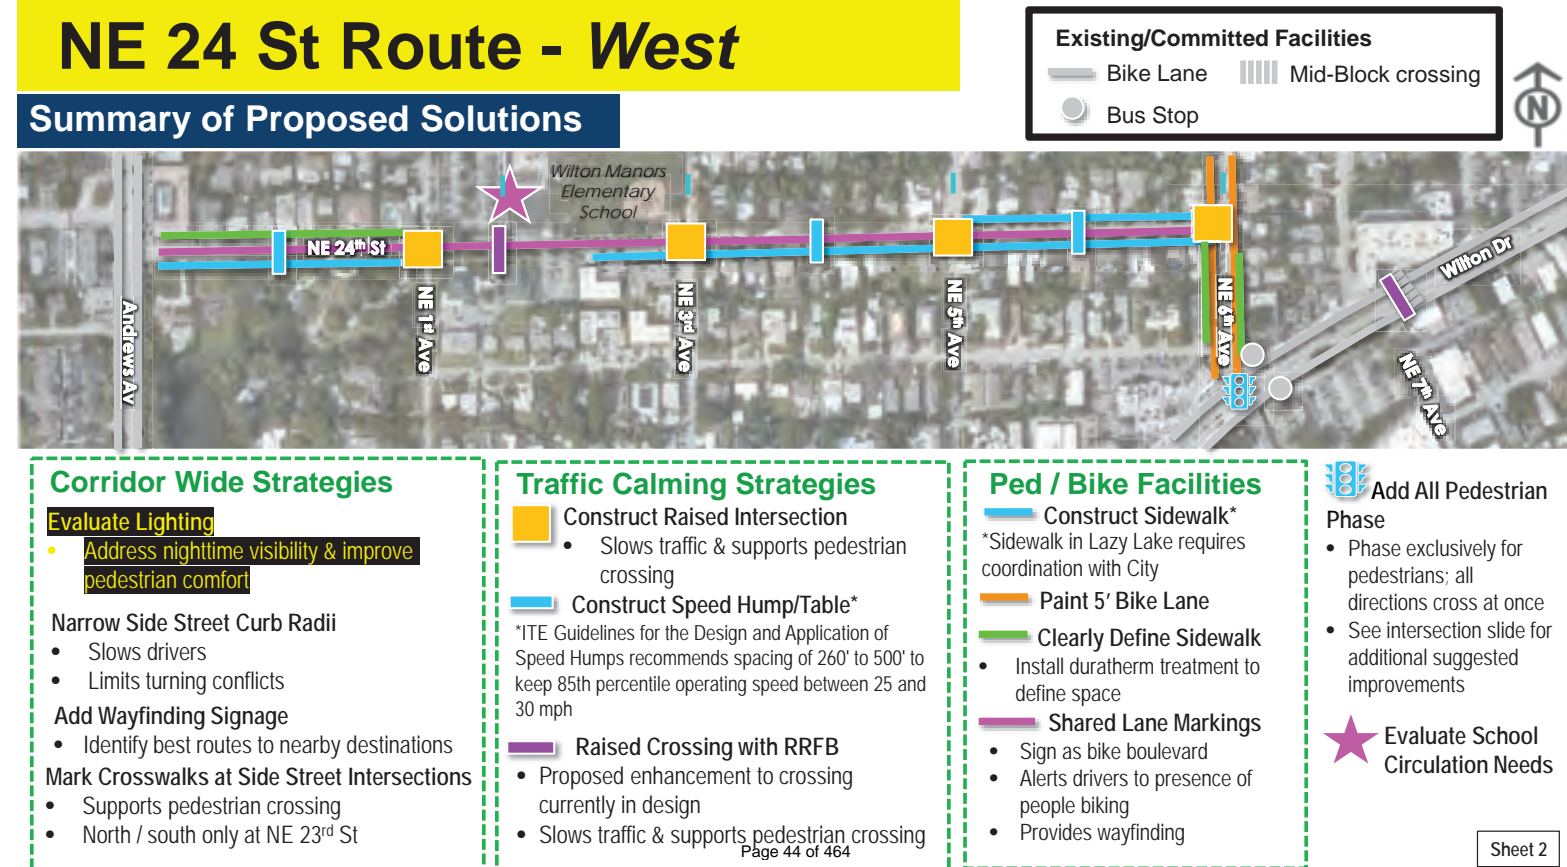 NE 24 St Route - West
Summary of Proposed Solutions
Existing/Committed Facilities
Bike Lane
Mid-Block crossing
Bus Stop
N
Wilton Manors
Elementary
School
NE 24th St
Andrews Av
NE 1st Ave
NE 3rd Ave
NE 5th Ave
NE 6th Ave
Wilton Dr
NE 7th Ave
Corridor Wide Strategies
Evaluate Lighting
• Address nighttime visibility & improve
pedestrian comfort
Narrow Side Street Curb Radii
• Slows drivers
• Limits turning conflicts
Add Wayfinding Signage
• Identify best routes to nearby destinations
Mark Crosswalks at Side Street Intersections
• Supports pedestrian crossing
• North / south only at NE 23rd St
Traffic Calming Strategies
Construct Raised Intersection
• Slows traffic & supports pedestrian
crossing
Construct Speed Hump/Table*
*ITE Guidelines for the Design and Application of
Speed Humps recommends spacing of 260' to 500' to
keep 85th percentile operating speed between 25 and
30 mph
Raised Crossing with RRFB
• Proposed enhancement to crossing
currently in design
• Slows traffic & supports pedestrian crossing
Ped / Bike Facilities
Construct Sidewalk*
*Sidewalk in Lazy Lake requires
coordination with City
Paint 5' Bike Lane
Clearly Define Sidewalk
• Install duratherm treatment to
define space
Shared Lane Markings
• Sign as bike boulevard
• Alerts drivers to presence of
people biking
• Provides wayfinding
Add All Pedestrian
Phase
• Phase exclusively for
pedestrians; all
directions cross at once
• See intersection slide for
additional suggested
improvements
Evaluate School
Circulation Needs
Page 44 of 464
Sheet 2